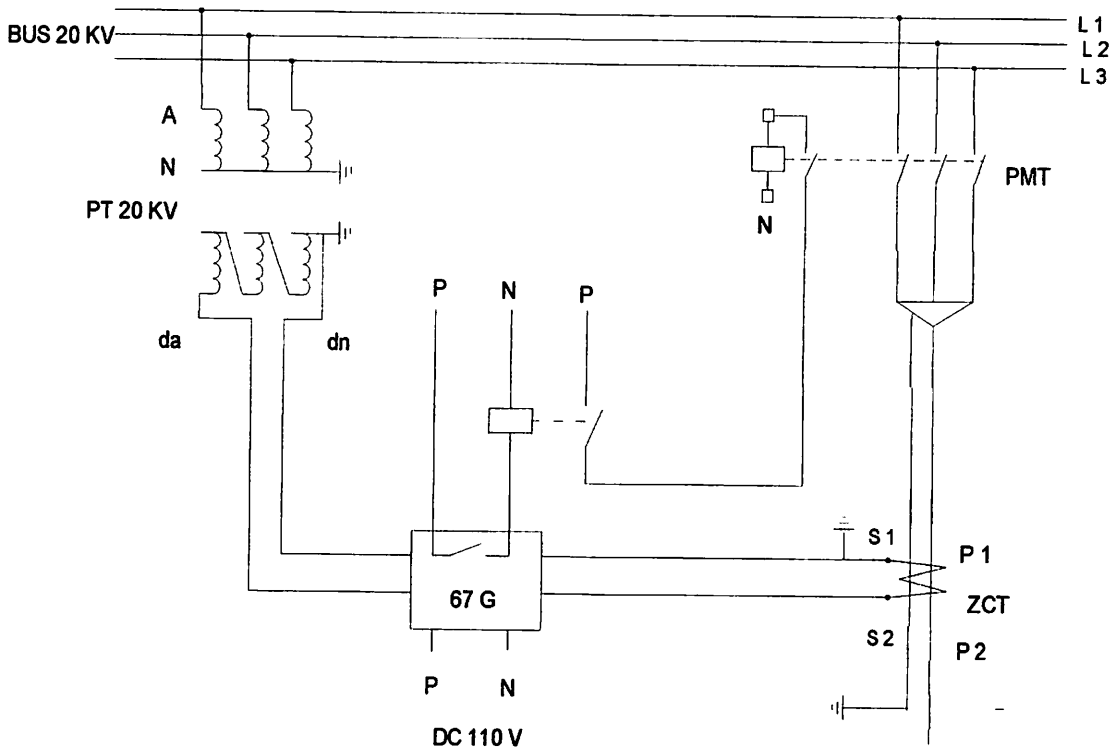 L 1
BUS 20 KV
L 2
L 3
A
N
PMT
PT 20 KV
N
P N P
da
dn
S 1
P 1
67 G
ZCT
S 2
P 2
P N
DC 110 V